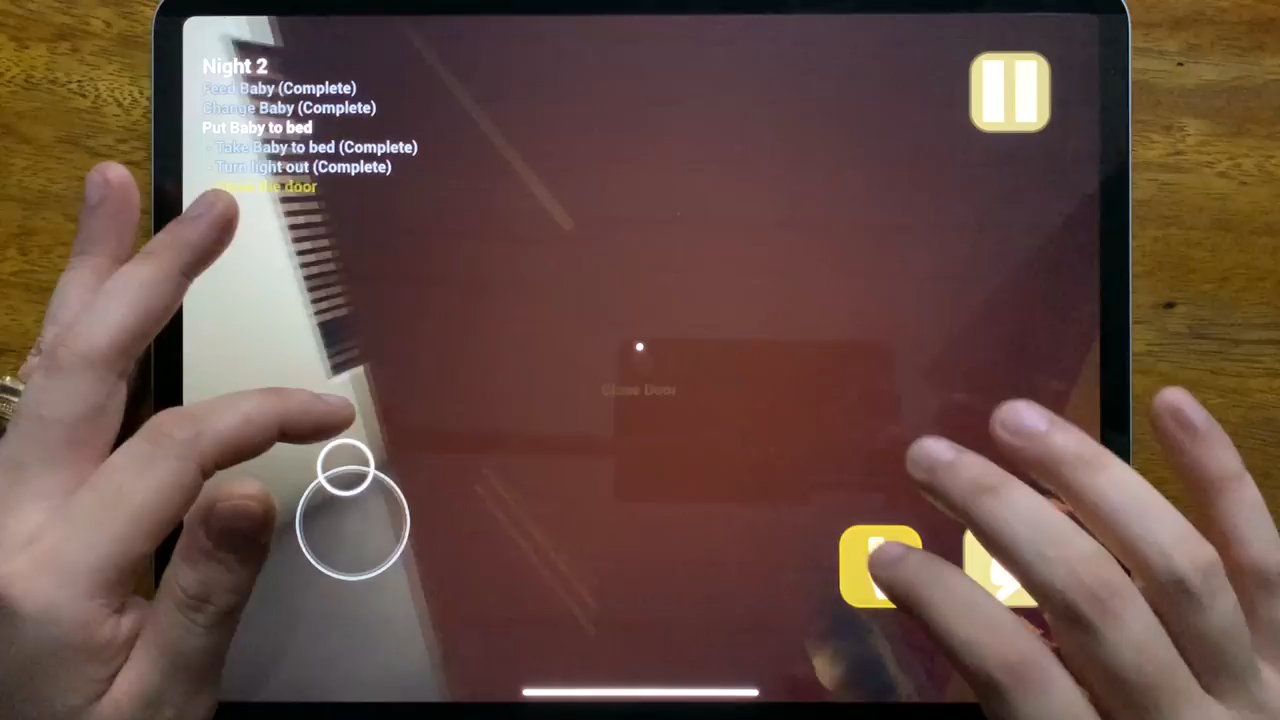 Night 2
Feed Baby (Complete)
Change Baby (Complete)
Put Baby to bed
- Take Baby to bed (Complete)
- Turn light out (Complete)
the door
Close Door